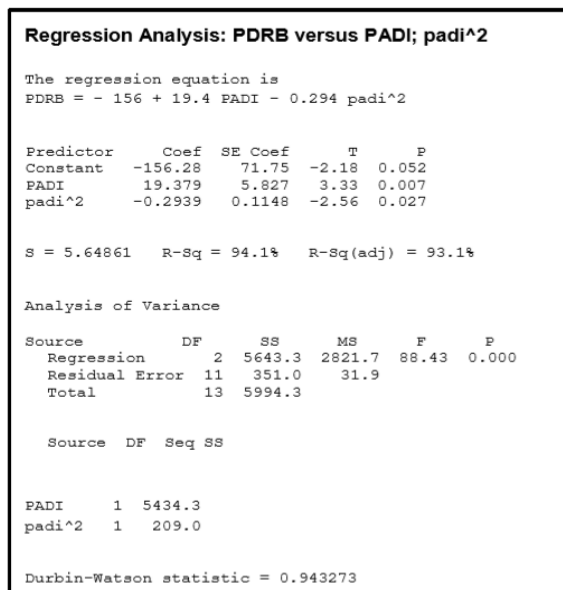 Regression Analysis: PDRB versus PADI; padi^2
The regression equation is
PDRB = - 156 + 19.4 PADI - 0.294 padi^2
Predictor Coef SE Coef T P
Constant -156.28 71.75 -2.18 0.052
PADI 19.379 5.827 3.33 0.007
padi^2 -0.2939 0.1148 -2.56 0.027
S = 5.64861 R-Sq = 94.1% R-Sq(adj) = 93.1%
Analysis of Variance
Source DF SS MS F P
Regression 2 5643.3 2821.7 88.43 0.000
Residual Error 11 351.0 31.9
Total 13 5994.3
Source DF Seq SS
PADI 1 5434.3
padi^2 1 209.0
Durbin-Watson statistic = 0.943273